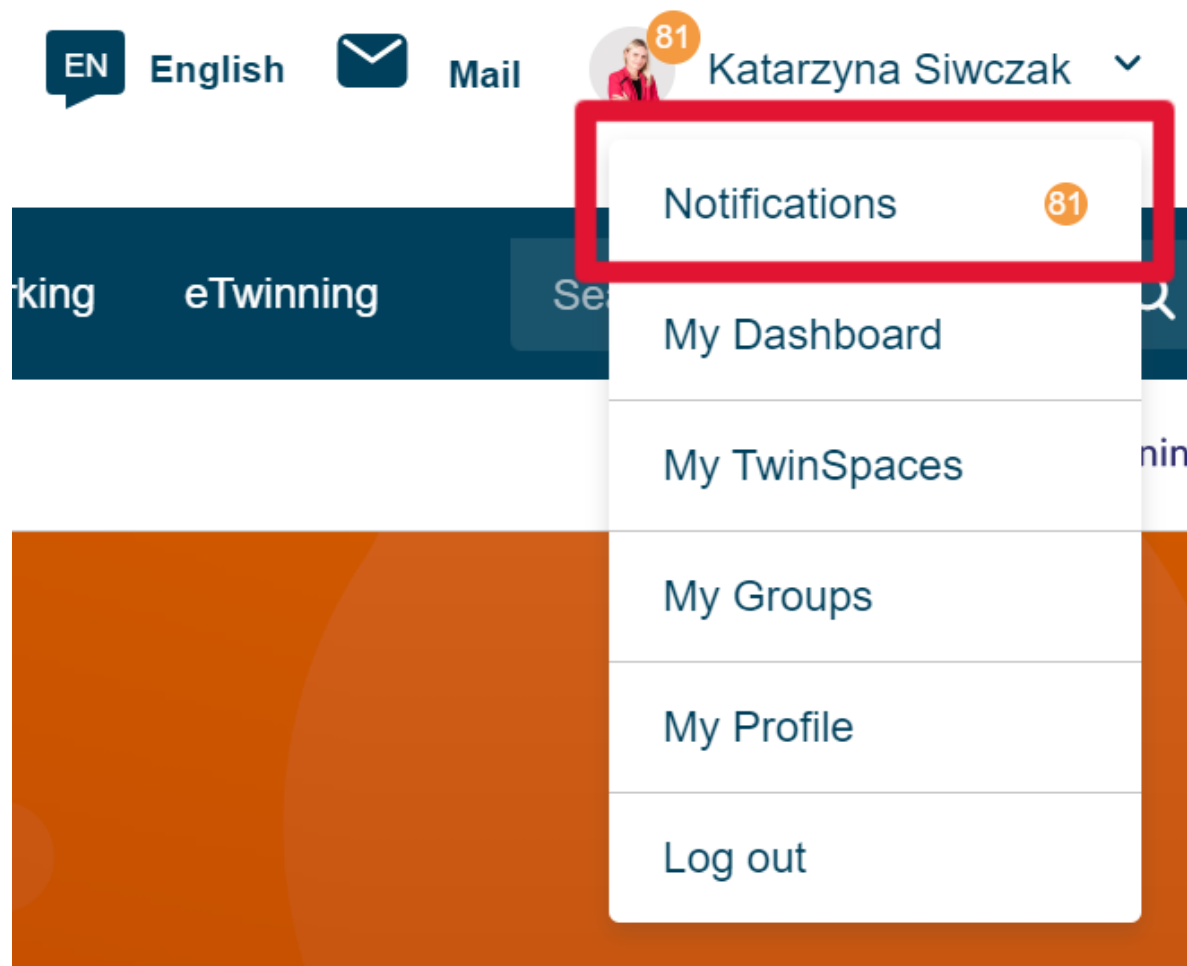 EN English Mail 81 Katarzyna Siwczak
Notifications 81
eTwinning
My Dashboard
My TwinSpaces
My Groups
My Profile
Log out